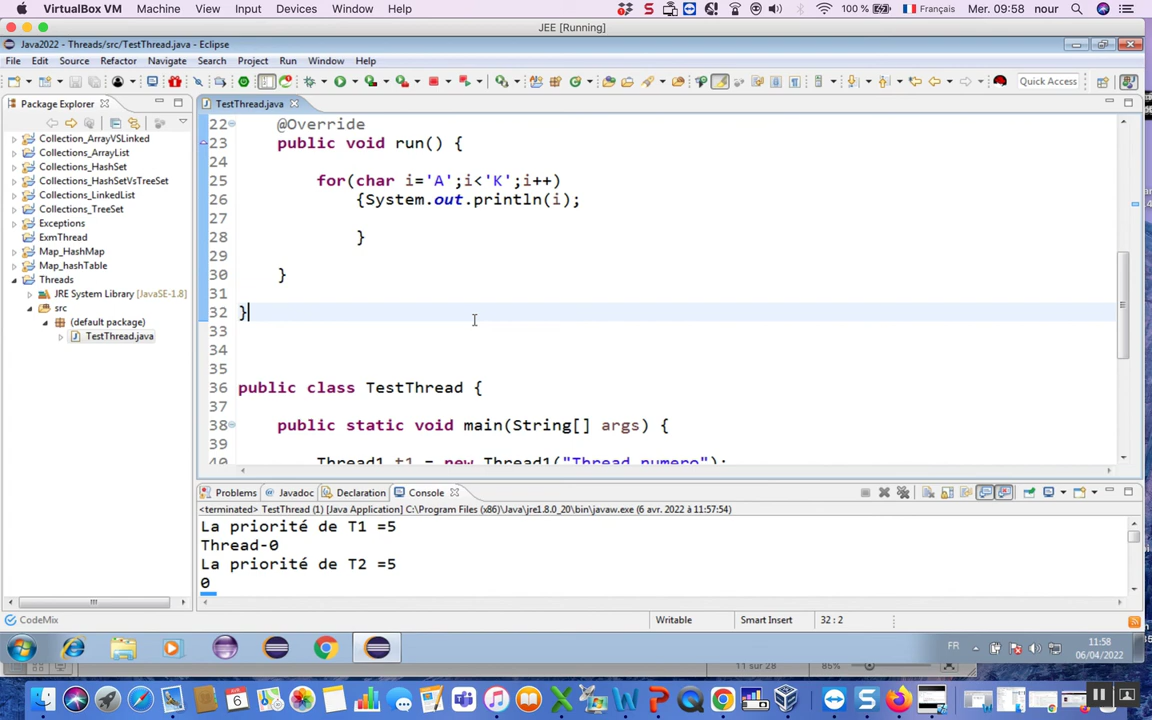 VirtualBox VM Machine View Input Devices Window Help 100 % Français Mer. 09:58 nour
JEE [Running]
Java2022 - Threads/src/TestThread.java - Eclipse
File Edit Source Refactor Navigate Search Project Run Window Help
Quick Access
Package Explorer
TestThread.java
Collection_ArrayVSLinked
Collections_ArrayList
Collections_HashSet
Collections_HashSetVsTreeSet
Collections_LinkedList
Collections_TreeSet
Exceptions
ExmThread
Map_HashMap
Map_hashTable
Threads
JRE System Library [JavaSE-1.8]
src
(default package)
TestThread.java
22 @Override
23 public void run() {
24
25 for(char i='A';i<'K';i++)
26 {System.out.println(i);
27
28 }
29
30 }
31
32 }
33
34
35
36 public class TestThread {
37
38 public static void main(String[] args) {
39
40 Thread1 t1 = new Thread1("Thread numero");
Problems Javadoc Declaration Console
<terminated> TestThread (1) [Java Application] C:\Program Files (x86)\Java\jre1.8.0_20\bin\javaw.exe (6 avr. 2022 à 11:57:54)
La priorité de T1 =5
Thread-0
La priorité de T2 =5
0
CodeMix
Writable Smart Insert 32 : 2
FR 11:58
06/04/2022
11 sur 28 85%